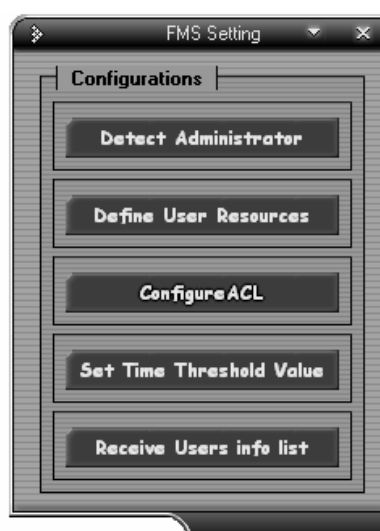 FMS Setting
Configurations
Detect Administrator
Define User Resources
Configure ACL
Set Time Threshold Value
Receive Users info list